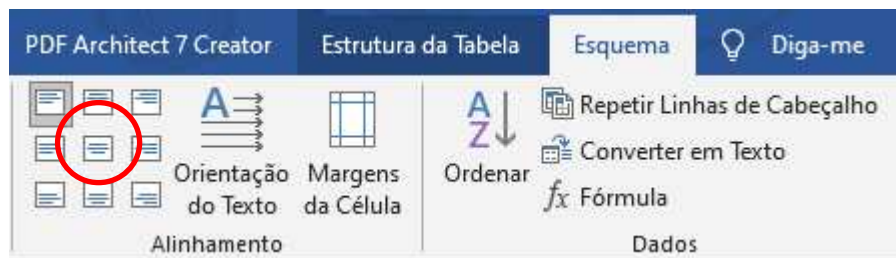 PDF Architect 7 Creator Estrutura da Tabela Esquema Diga-me
Orientação do Texto
Margens da Célula
Alinhamento
Ordenar
Repetir Linhas de Cabeçalho
Converter em Texto
fx Fórmula
Dados